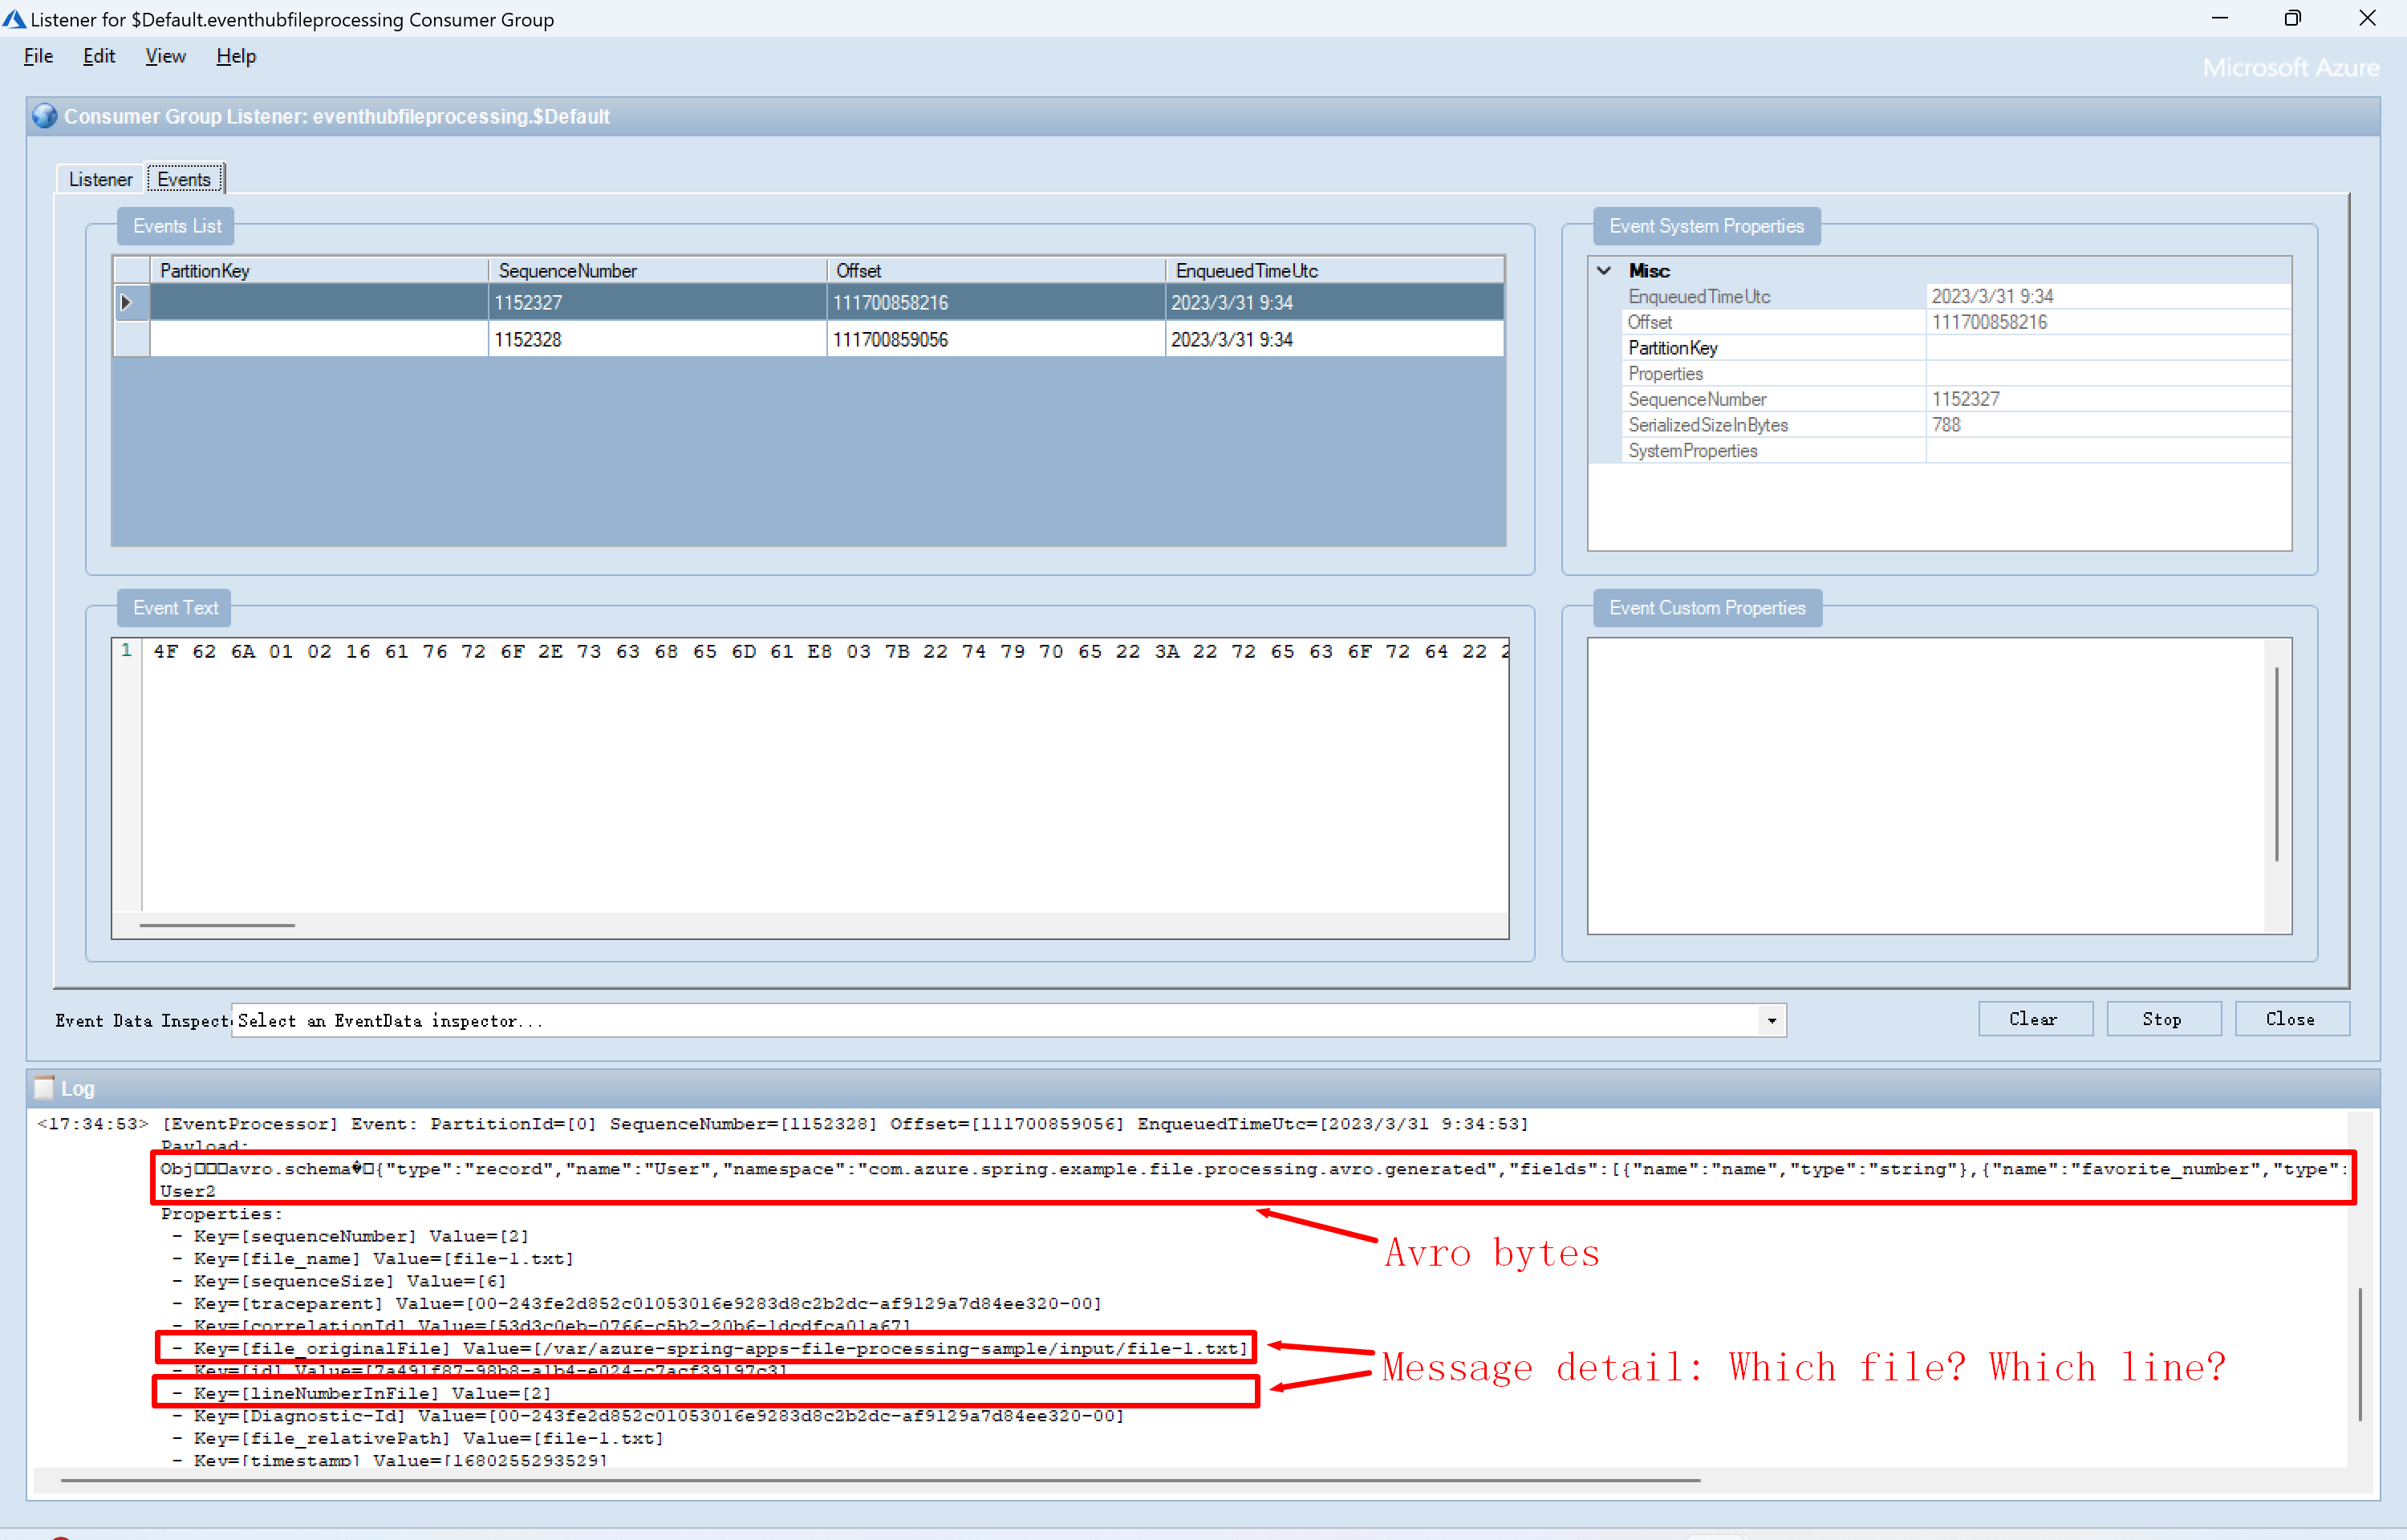 Listener for $Default.eventhubfileprocessing Consumer Group
File Edit View Help
Microsoft Azure
Consumer Group Listener: eventhubfileprocessing.$Default
Listener Events
Events List
PartitionKey SequenceNumber Offset EnqueuedTimeUtc
1152327 111700858216 2023/3/31 9:34
1152328 111700859056 2023/3/31 9:34
Event System Properties
Misc
EnqueuedTimeUtc 2023/3/31 9:34
Offset 111700858216
PartitionKey
Properties
SequenceNumber 1152327
SerializedSizeInBytes 788
SystemProperties
Event Text
1 4F 62 6A 01 02 16 61 76 72 6F 2E 73 63 68 65 6D 61 E8 03 7B 22 74 79 70 65 22 3A 22 72 65 63 6F 72 64 22 2
Event Custom Properties
Event Data Inspect Select an EventData inspector...
Clear Stop Close
Log
<17:34:53> [EventProcessor] Event: PartitionId=[0] SequenceNumber=[1152328] Offset=[111700859056] EnqueuedTimeUtc=[2023/3/31 9:34:53]
Payload:
Obj□□□avro.schema�□{"type":"record","name":"User","namespace":"com.azure.spring.example.file.processing.avro.generated","fields":[{"name":"name","type":"string"},{"name":"favorite_number","type":
User2
Properties:
- Key=[sequenceNumber] Value=[2]
- Key=[file_name] Value=[file-1.txt]
- Key=[sequenceSize] Value=[6]
- Key=[traceparent] Value=[00-243fe2d852c01053016e9283d8c2b2dc-af9129a7d84ee320-00]
- Key=[correlationId] Value=[53d3c0eb-0766-c5b2-20b6-1dcdfca01a67]
- Key=[file_originalFile] Value=[/var/azure-spring-apps-file-processing-sample/input/file-1.txt]
- Key=[id] Value=[7a491f87-98b8-a1b4-e024-c7acf39197c3]
- Key=[lineNumberInFile] Value=[2]
- Key=[Diagnostic-Id] Value=[00-243fe2d852c01053016e9283d8c2b2dc-af9129a7d84ee320-00]
- Key=[file_relativePath] Value=[file-1.txt]
- Key=[timestamp] Value=[1680255293529]
Avro bytes
Message detail: Which file? Which line?